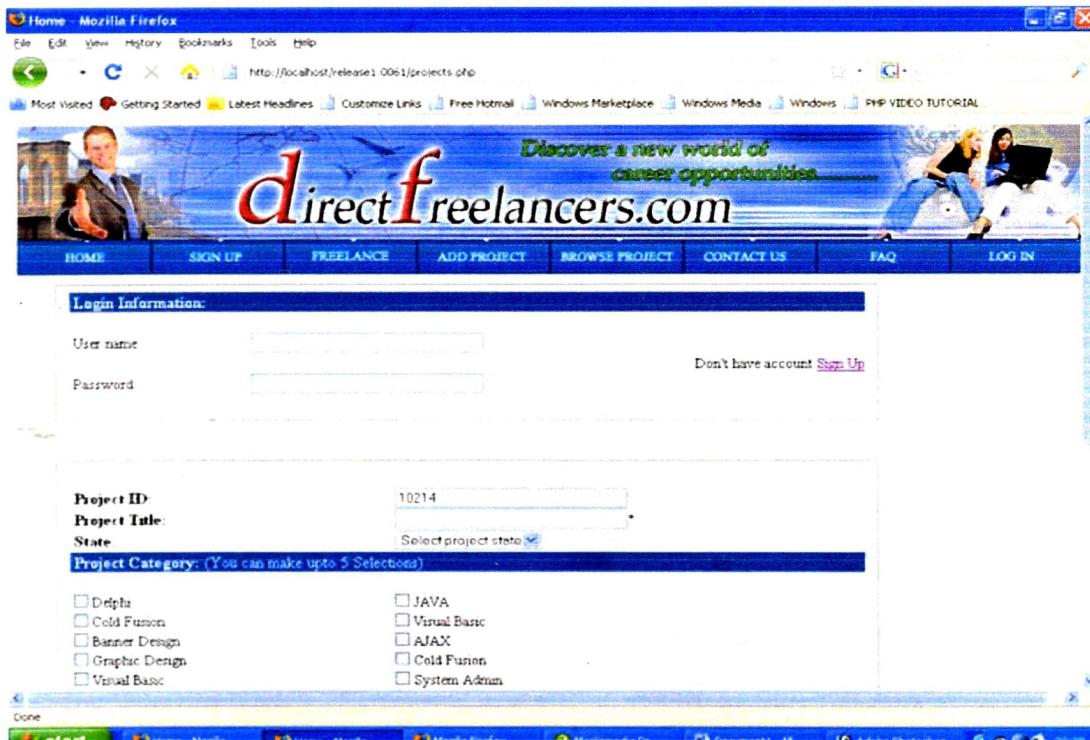 Home - Mozilla Firefox
File Edit View History Bookmarks Tools Help
http://localhost/release1.0061/projects.php
Most Visited Getting Started Latest Headlines Customize Links Free Hotmail Windows Marketplace Windows Media Windows PHP VIDEO TUTORIAL...
Discover a new world of
career opportunities...........
directfreelancers.com
HOME SIGN UP FREELANCE ADD PROJECT BROWSE PROJECT CONTACT US FAQ LOG IN
Login Information:
User name
Don't have account Sign Up
Password
Project ID: 10214
Project Title: *
State Select project state
Project Category: (You can make upto 5 Selections)
Delphi JAVA
Cold Fusion Visual Basic
Banner Design AJAX
Graphic Design Cold Fusion
Visual Basic System Admin
Done
start